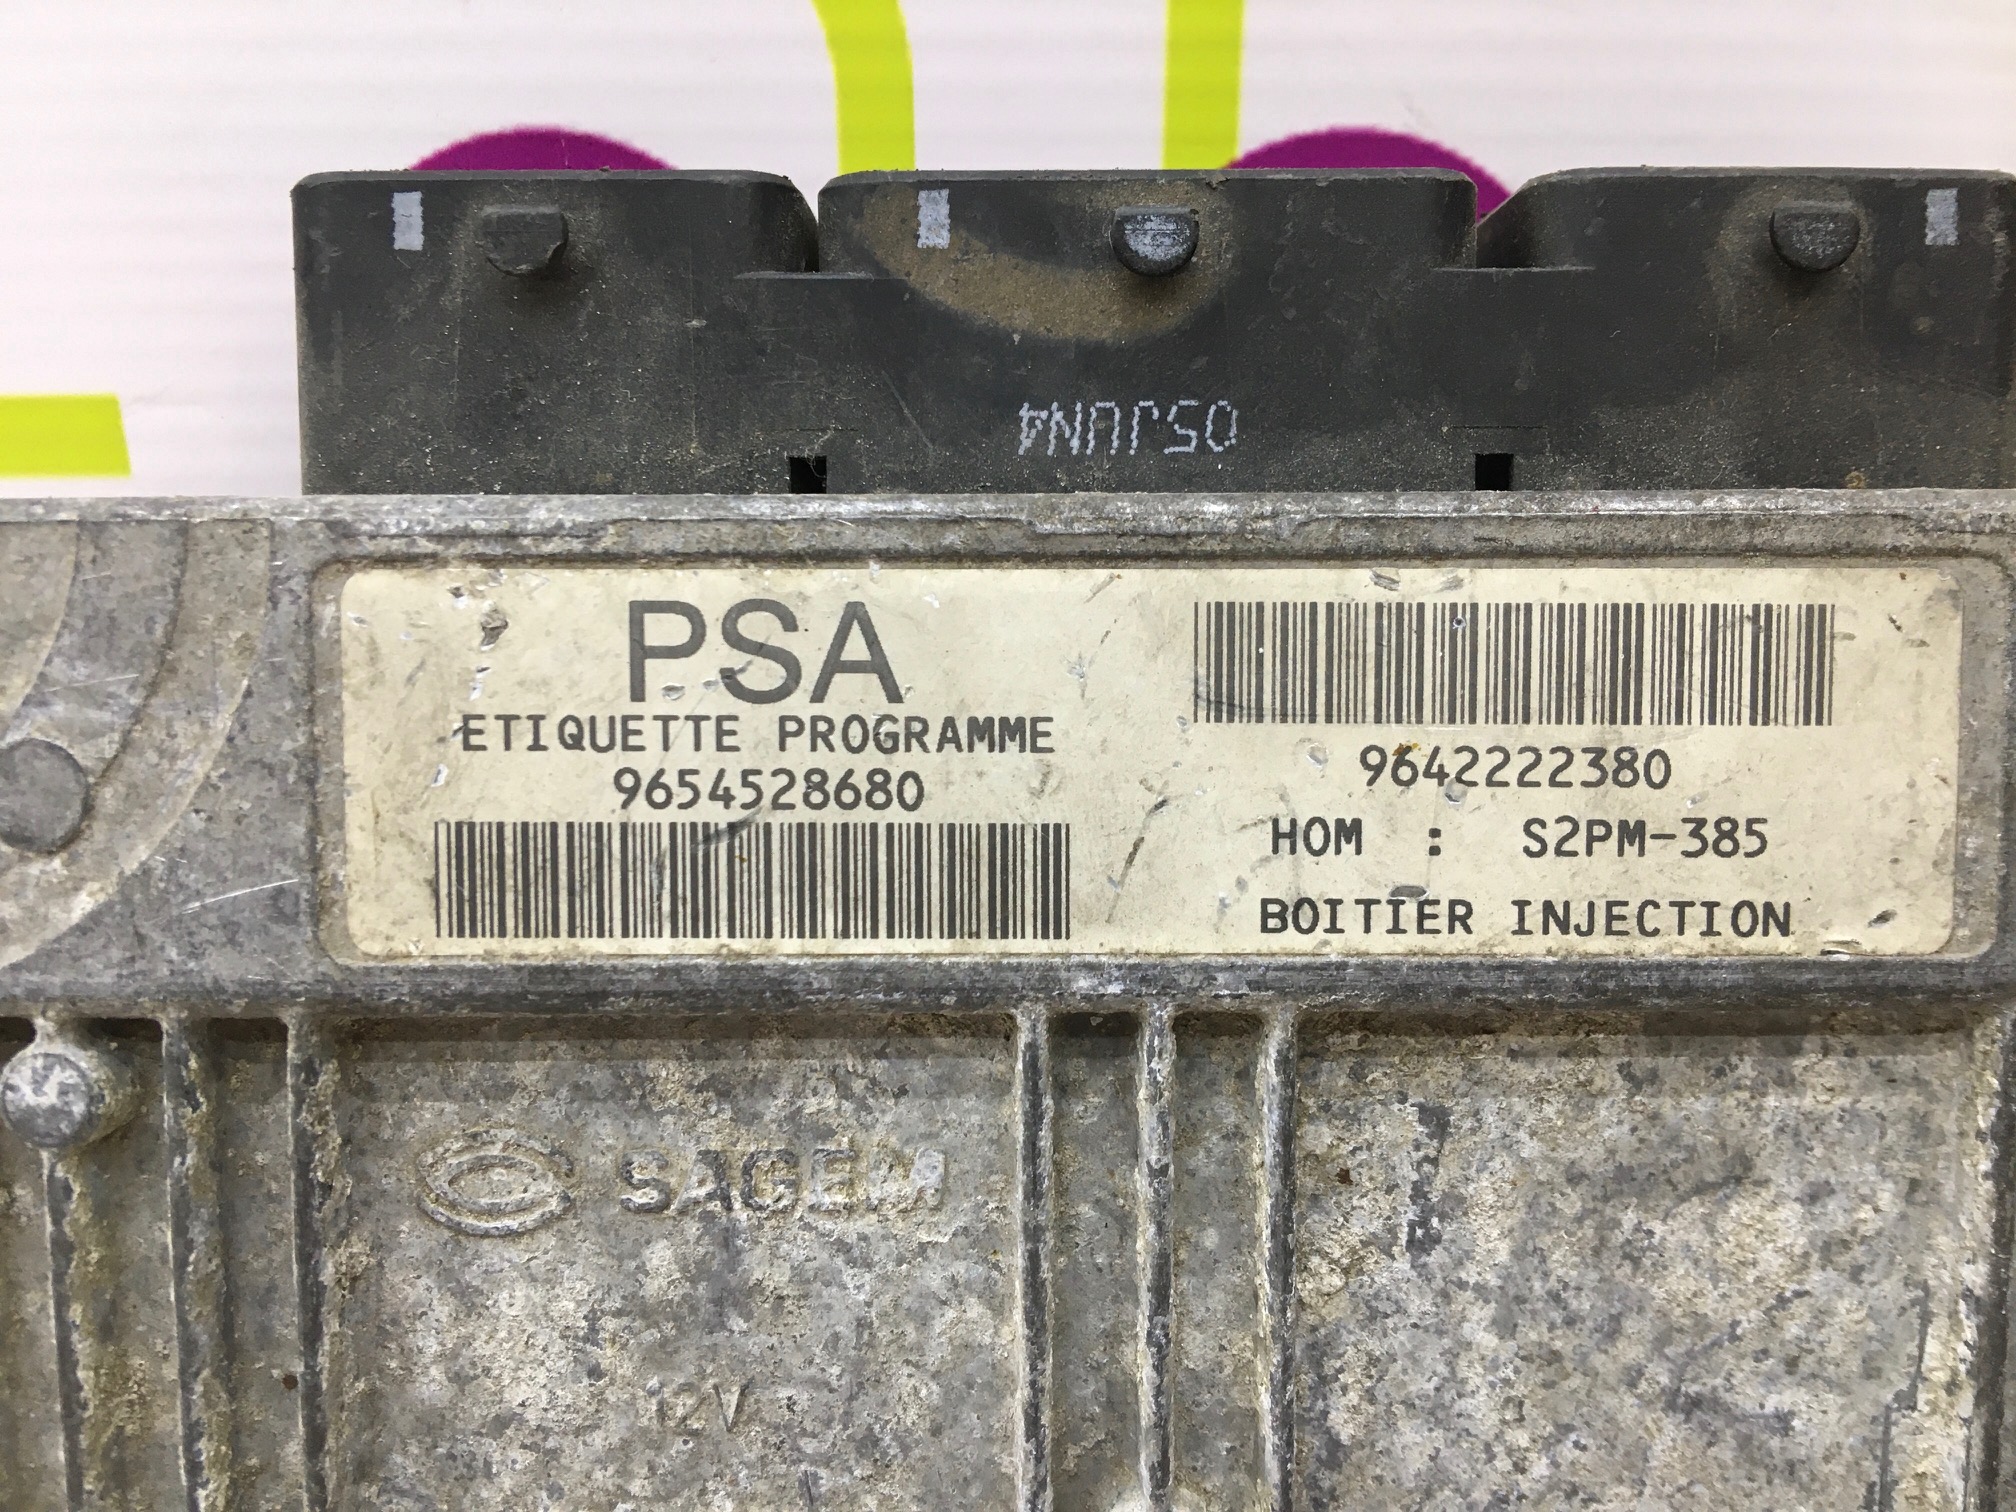 05JUN4
PSA
ETIQUETTE PROGRAMME
9654528680
9642222380
HOM : S2PM-385
BOITIER INJECTION
SAGEM
12V